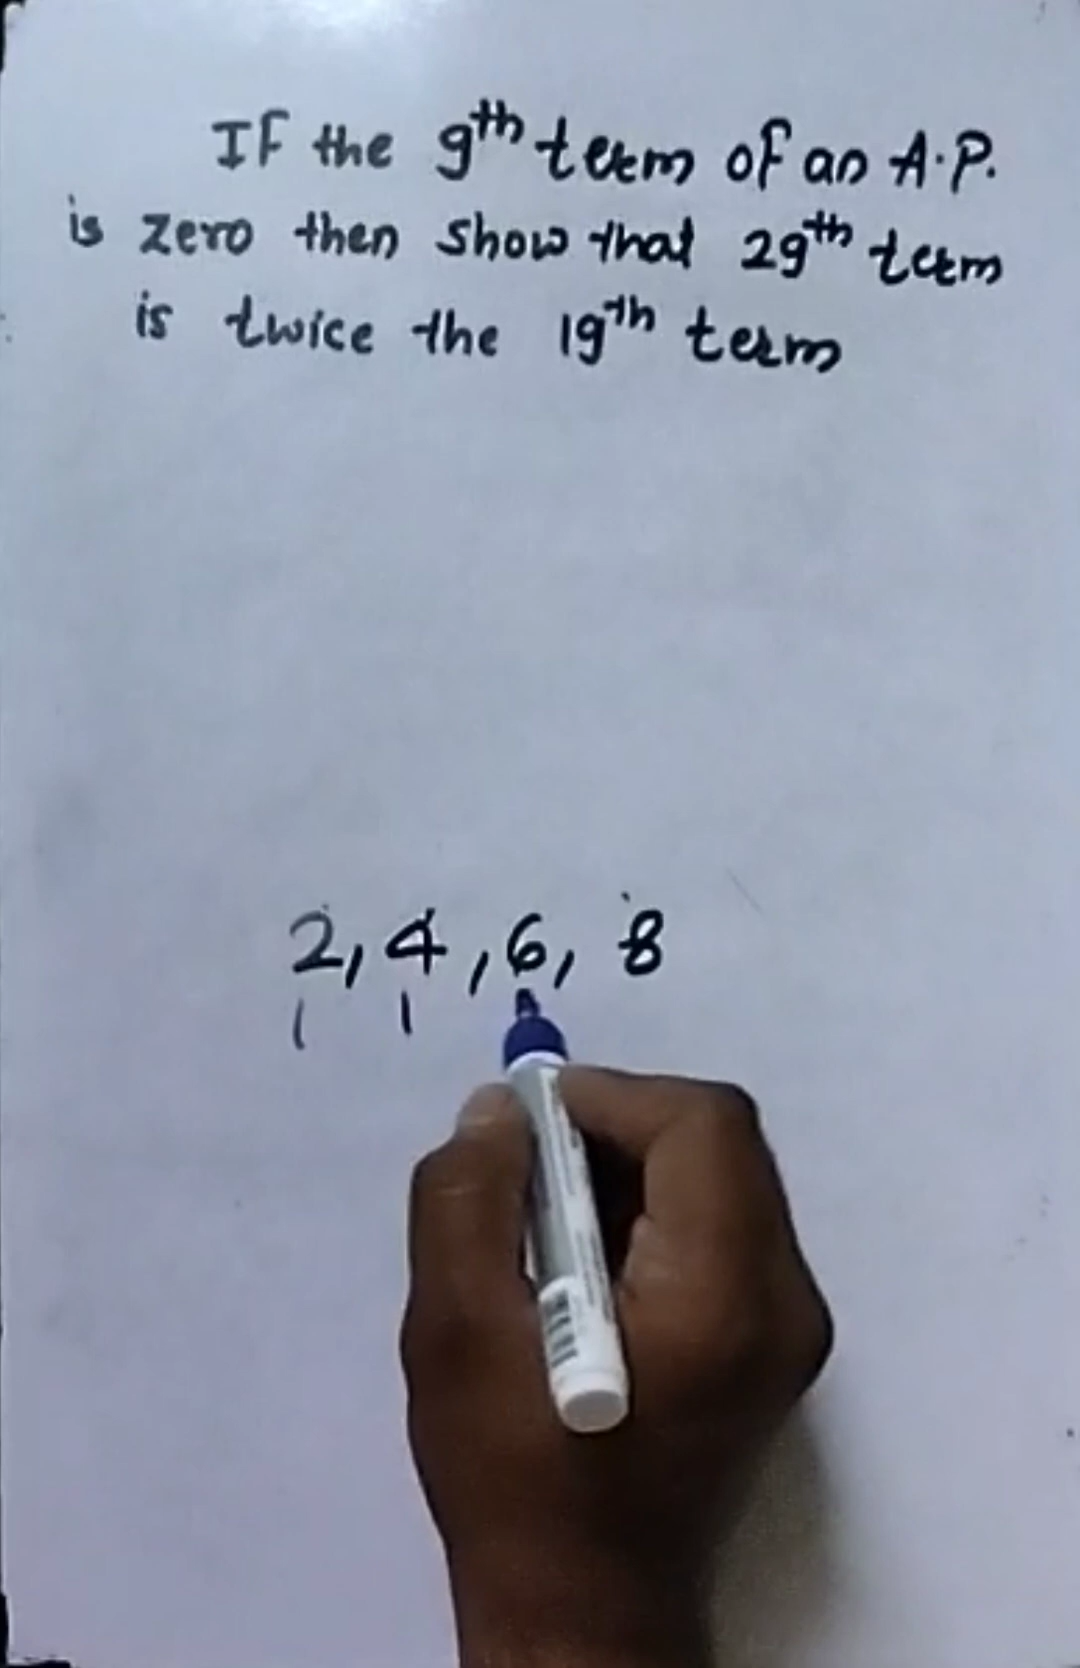 If the 9th term of an A.P.
is zero then show that 29th term
is twice the 19th term
2, 4, 6, 8